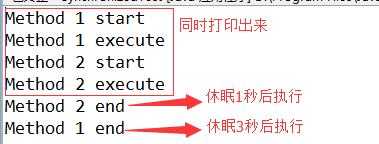 Method 1 start
同时打印出来
Method 1 execute
Method 2 start
Method 2 execute
Method 2 end
休眠1秒后执行
Method 1 end
休眠3秒后执行